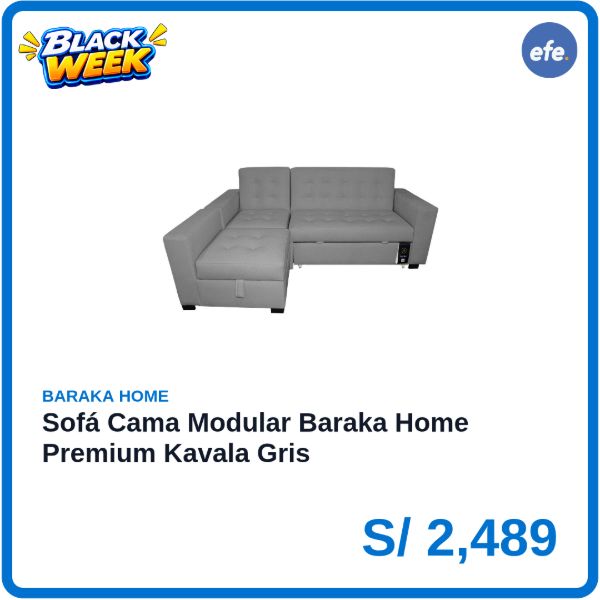 BLACK
WEEK
efe.
BARAKA HOME
Sofá Cama Modular Baraka Home
Premium Kavala Gris
S/ 2,489